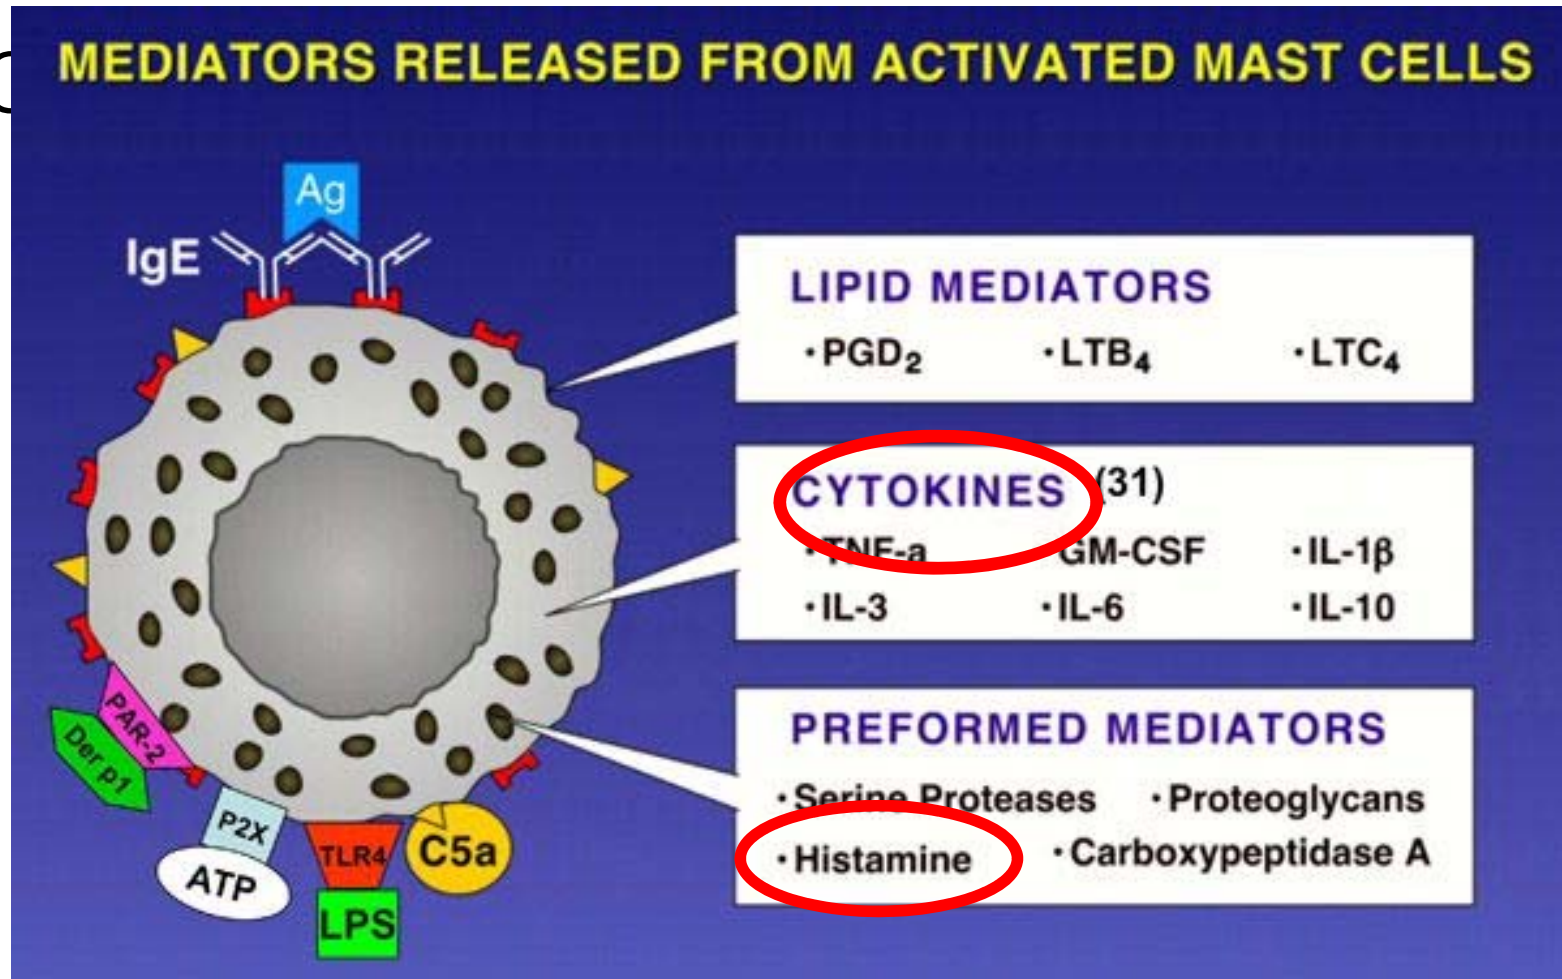 MEDIATORS RELEASED FROM ACTIVATED MAST CELLS
Ag
IgE
LIPID MEDIATORS
·PGD₂ ·LTB₄ ·LTC₄
CYTOKINES (31)
·TNF-a GM-CSF ·IL-1β
·IL-3 ·IL-6 ·IL-10
PAR-2
Der p1
PREFORMED MEDIATORS
·Serine Proteases ·Proteoglycans
·Histamine ·Carboxypeptidase A
P2X
ATP
TLR4
C5a
LPS